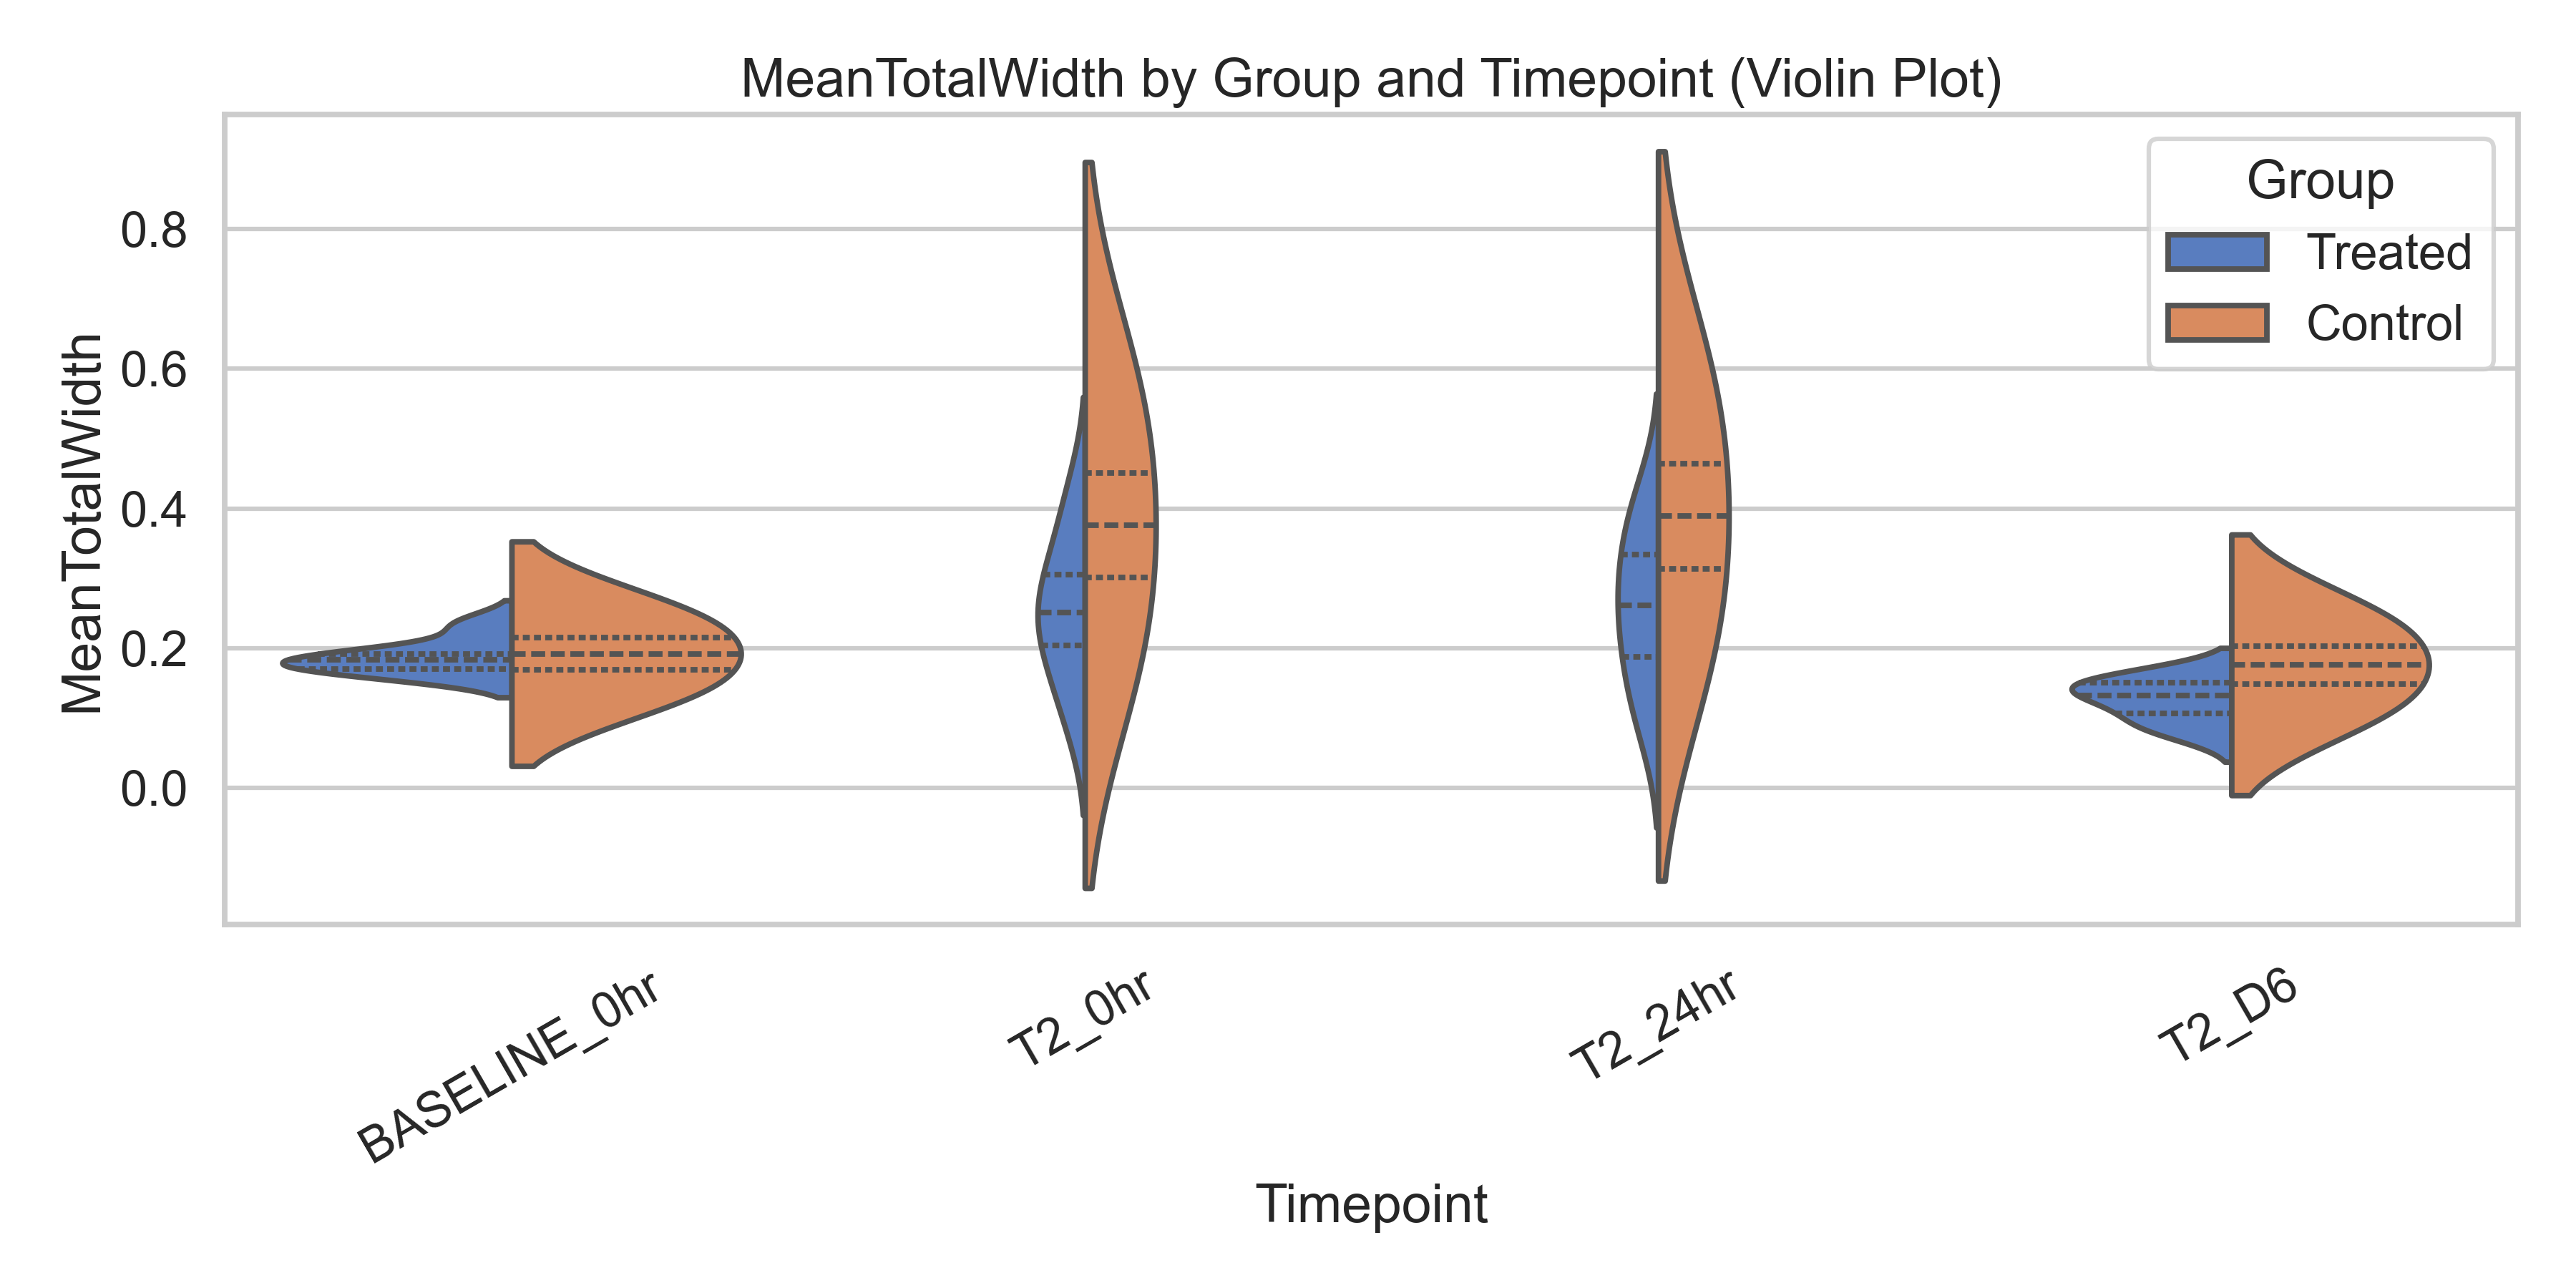 MeanTotalWidth by Group and Timepoint (Violin Plot)
Group
Treated
Control
MeanTotalWidth
0.8
0.6
0.4
0.2
0.0
BASELINE_0hr
T2_0hr
T2_24hr
T2_D6
Timepoint